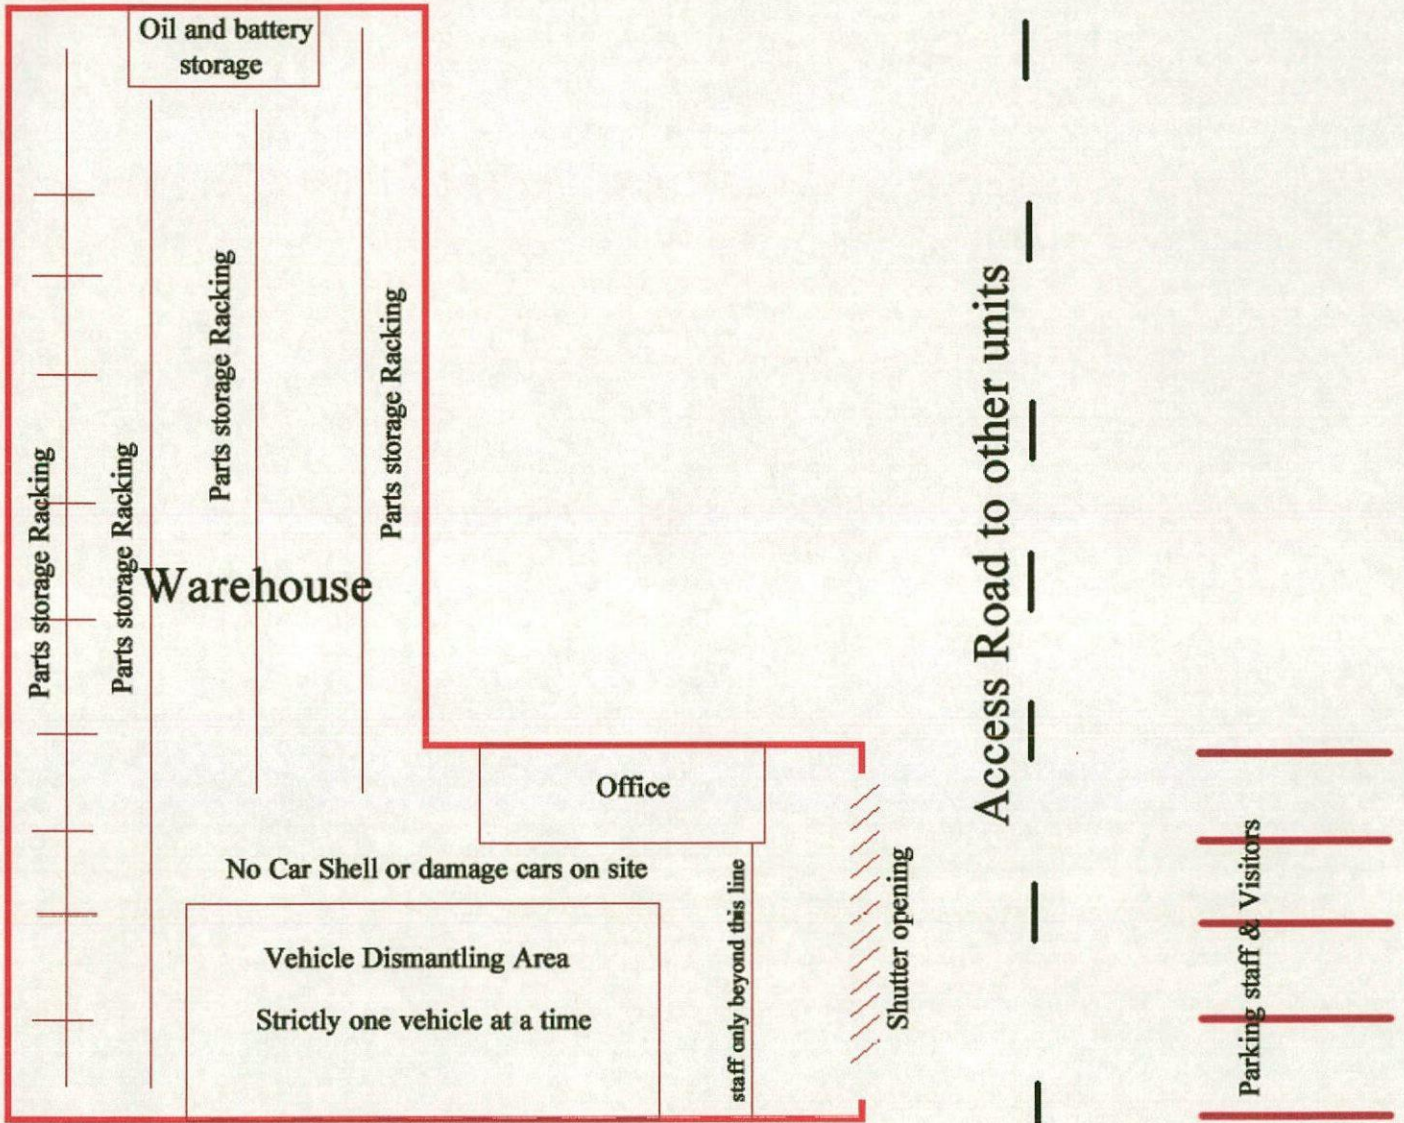 Oil and battery
storage
Parts storage Racking
Parts storage Racking
Parts storage Racking
Parts storage Racking
Warehouse
Access Road to other units
Office
No Car Shell or damage cars on site
Vehicle Dismantling Area
Strictly one vehicle at a time
staff only beyond this line
Shutter opening
Parking staff & Visitors